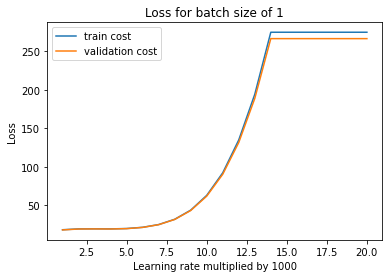 Loss for batch size of 1
train cost
validation cost
Loss
250
200
150
100
50
2.5 5.0 7.5 10.0 12.5 15.0 17.5 20.0
Learning rate multiplied by 1000